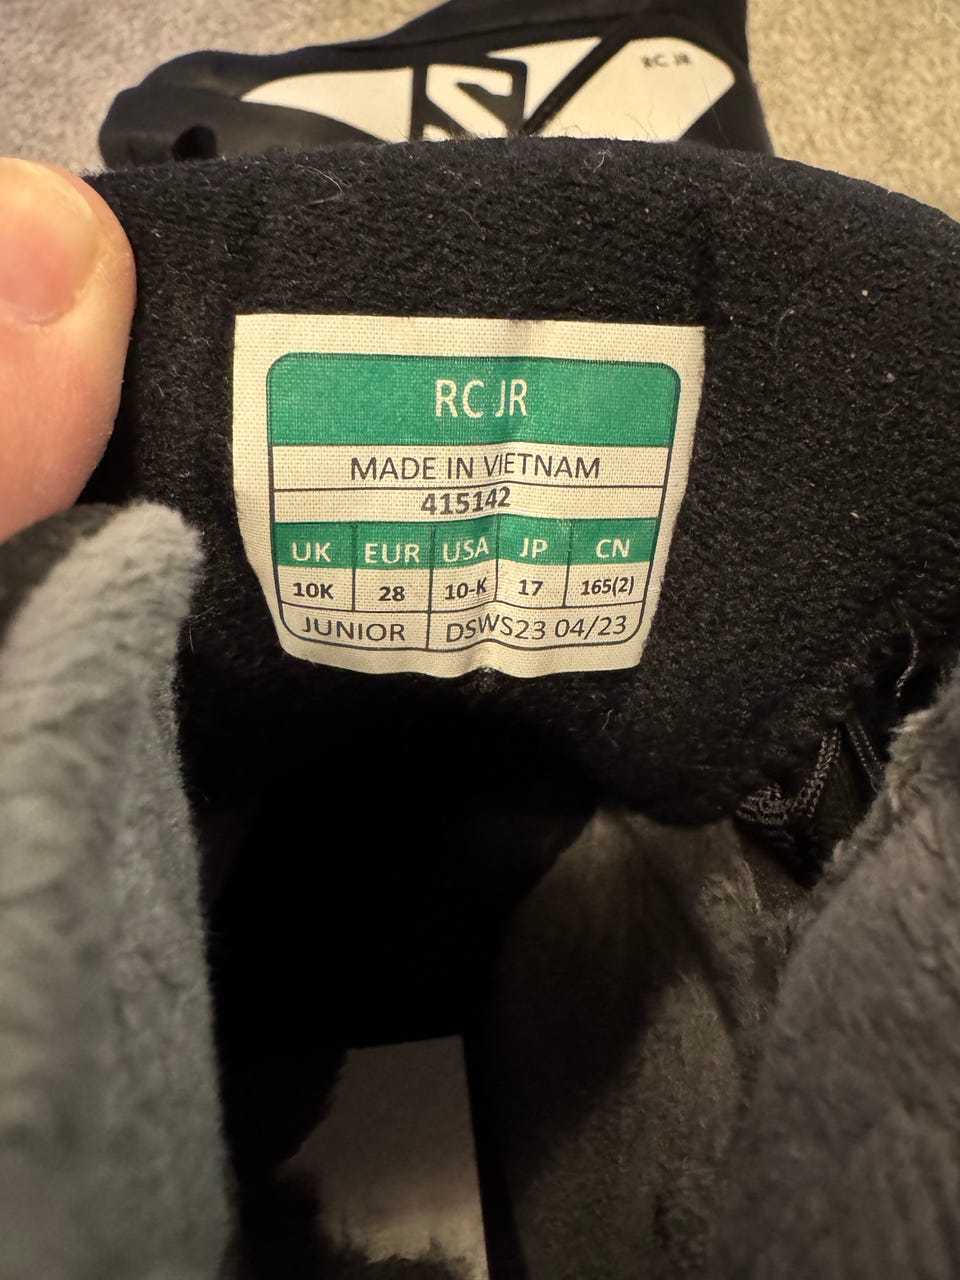 RC JR
RC JR
MADE IN VIETNAM
415142
UK EUR USA JP CN
10K 28 10-K 17 165(2)
JUNIOR DSWS23 04/23